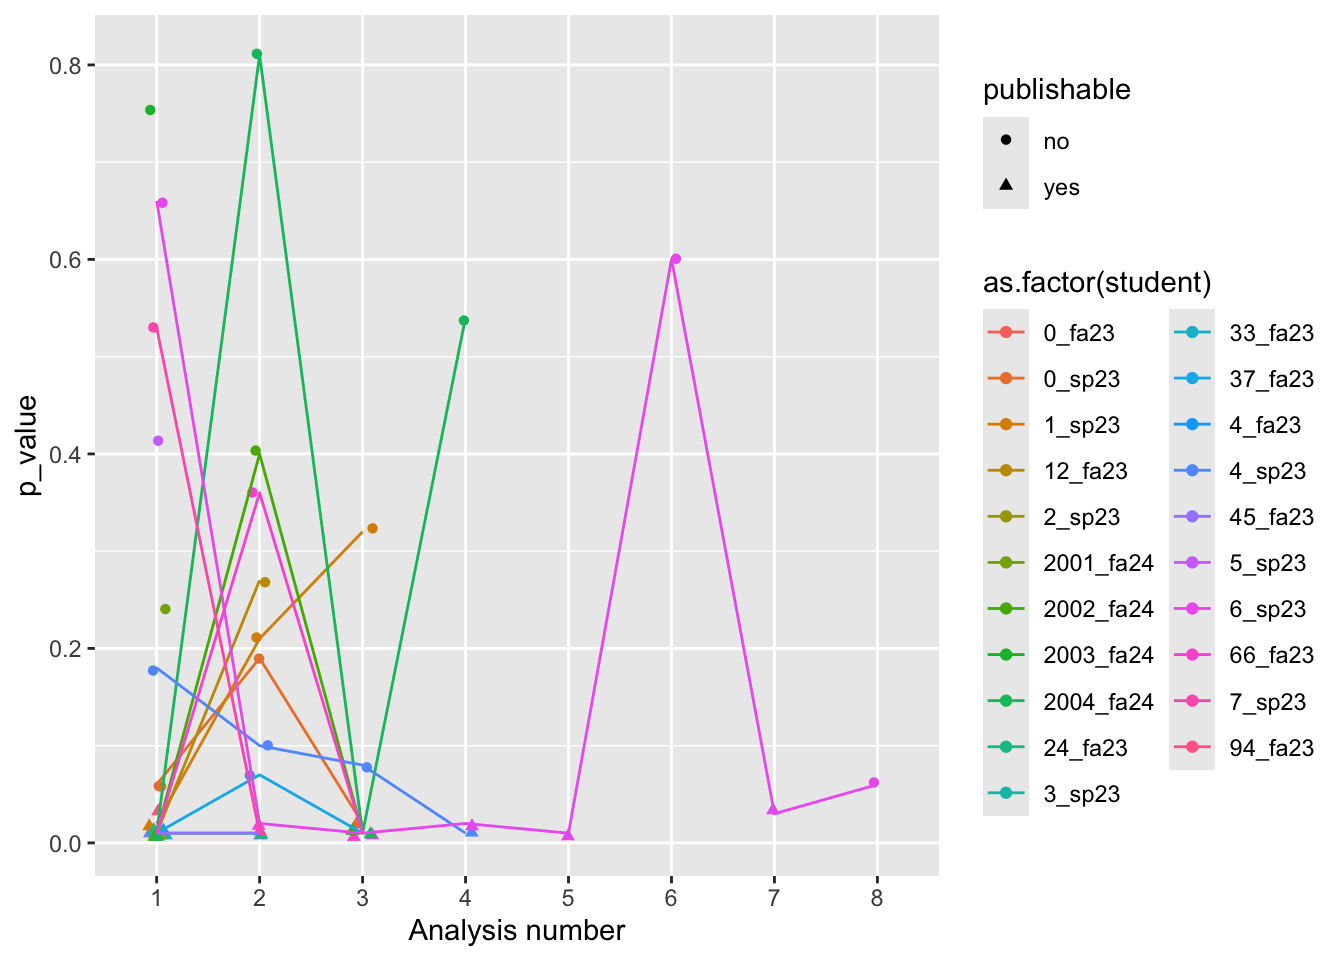 0.8
0.6
0.4
0.2
0.0
p_value
1 2 3 4 5 6 7 8
Analysis number
publishable
no
yes
as.factor(student)
0_fa23
0_sp23
1_sp23
12_fa23
2_sp23
2001_fa24
2002_fa24
2003_fa24
2004_fa24
24_fa23
3_sp23
33_fa23
37_fa23
4_fa23
4_sp23
45_fa23
5_sp23
6_sp23
66_fa23
7_sp23
94_fa23